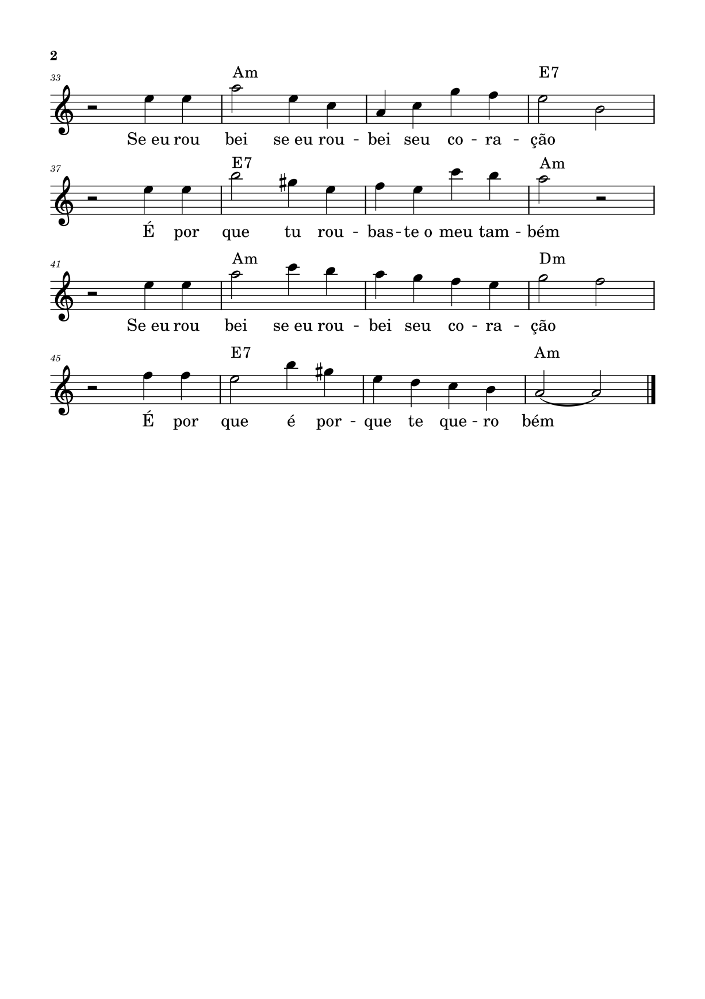 2
33
Am E7
Se eu rou bei se eu rou - bei seu co - ra - ção
37
E7 Am
É por que tu rou - bas - te o meu tam - bém
41
Am Dm
Se eu rou bei se eu rou - bei seu co - ra - ção
45
E7 Am
É por que é por - que te que - ro bém